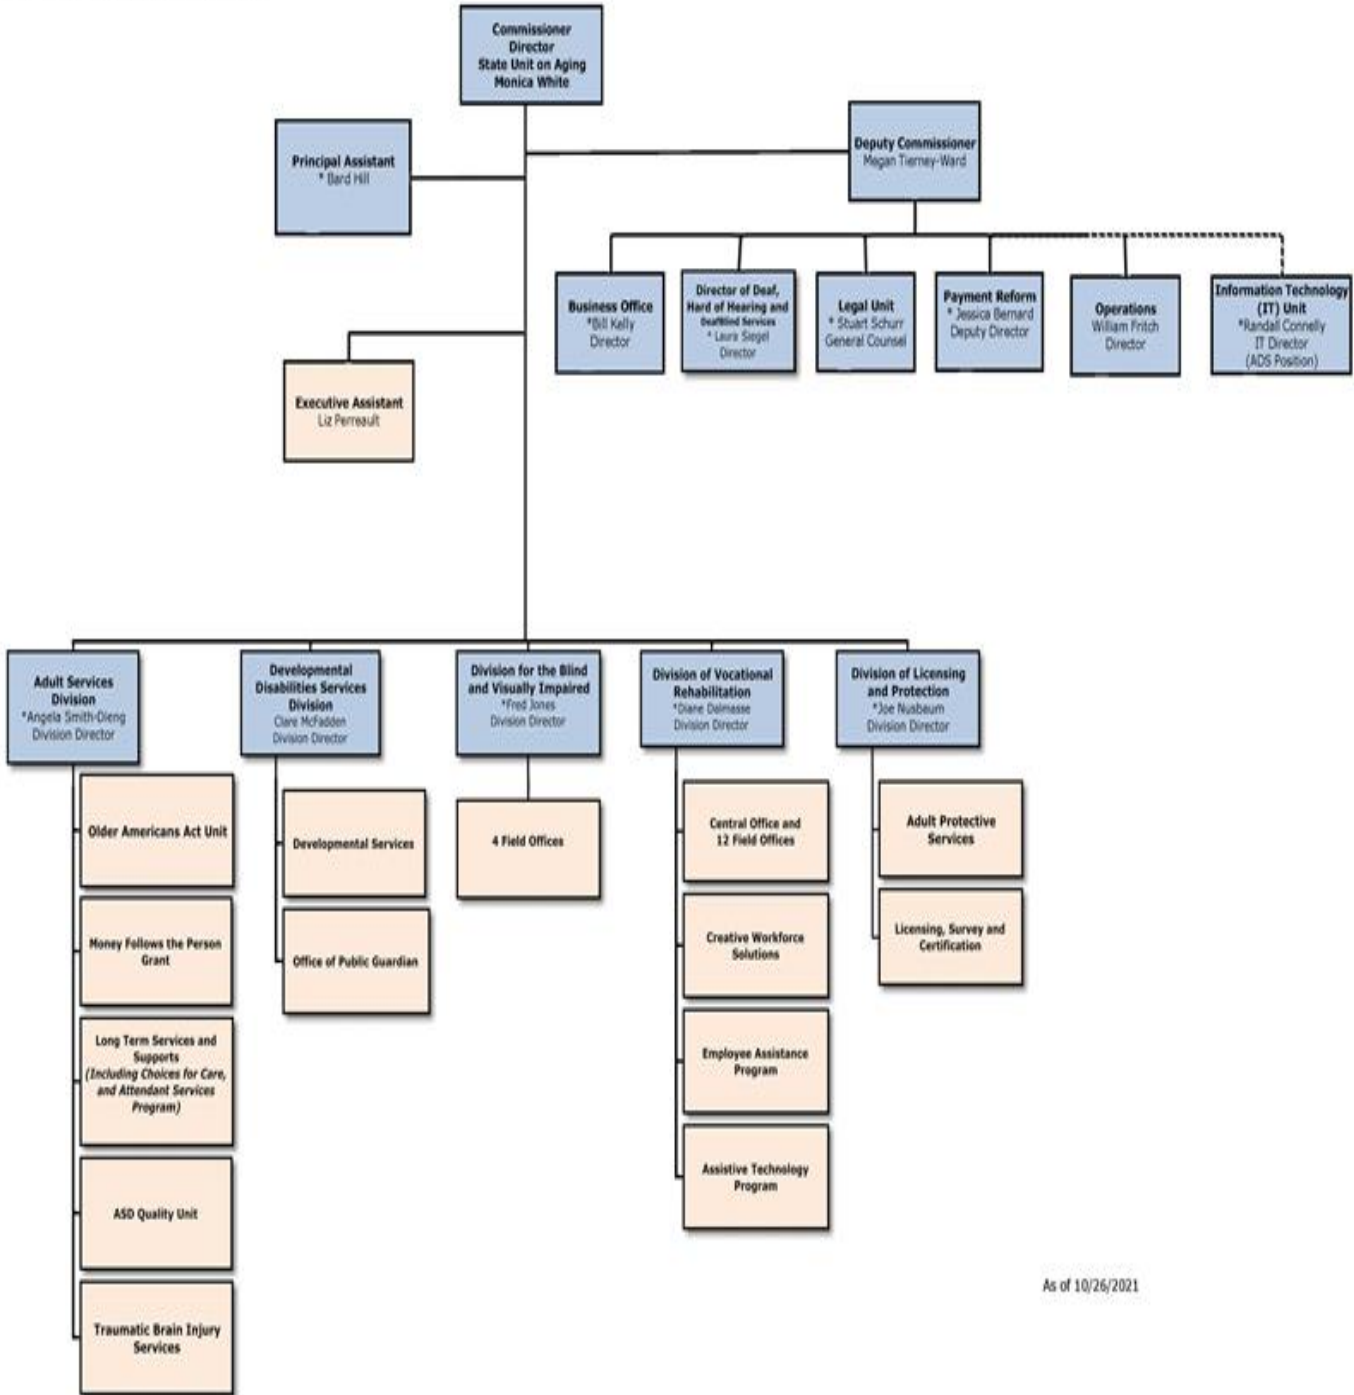 Commissioner
Director
State Unit on Aging
Monica White
Principal Assistant
* Bard Hill
Deputy Commissioner
Megan Tierney-Ward
Business Office
*Bill Kelly
Director
Director of Deaf,
Hard of Hearing and
DeafBlind Services
* Laura Siegel
Director
Legal Unit
* Stuart Schurr
General Counsel
Payment Reform
* Jessica Bernard
Deputy Director
Operations
William Fritch
Director
Information Technology
(IT) Unit
*Randall Connelly
IT Director
(ADS Position)
Executive Assistant
Liz Perreault
Adult Services
Division
*Angela Smith-Dieng
Division Director
Developmental
Disabilities Services
Division
Clare McFadden
Division Director
Division for the Blind
and Visually Impaired
*Fred Jones
Division Director
Division of Vocational
Rehabilitation
*Diane Dalmasse
Division Director
Division of Licensing
and Protection
*Joe Nusbaum
Division Director
Older Americans Act Unit
Money Follows the Person
Grant
Long Term Services and
Supports
(Including Choices for Care,
and Attendant Services
Program)
ASD Quality Unit
Traumatic Brain Injury
Services
Developmental Services
Office of Public Guardian
4 Field Offices
Central Office and
12 Field Offices
Creative Workforce
Solutions
Employee Assistance
Program
Assistive Technology
Program
Adult Protective
Services
Licensing, Survey and
Certification
As of 10/26/2021